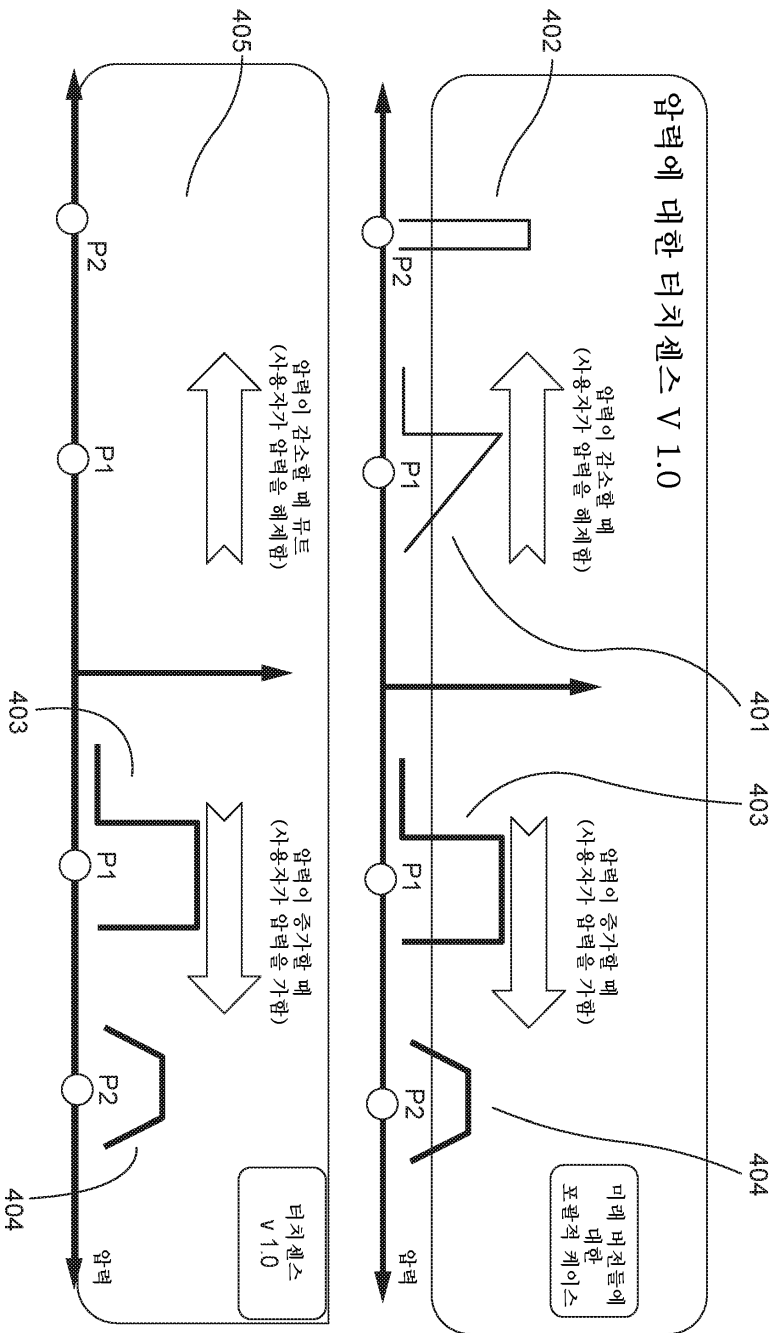 401
403
404
압력에 대한 터치센스 V 1.0
미래 버전들에
대한
포괄적 케이스
압력이 감소할 때
(사용자가 압력을 해제함)
압력이 증가할 때
(사용자가 압력을 가함)
402
P2
P1
P1
P2
압력
터치센스
V 1.0
압력이 감소할 때 뮤트
(사용자가 압력을 해제함)
압력이 증가할 때
(사용자가 압력을 가함)
405
P2
P1
P1
P2
압력
403
404